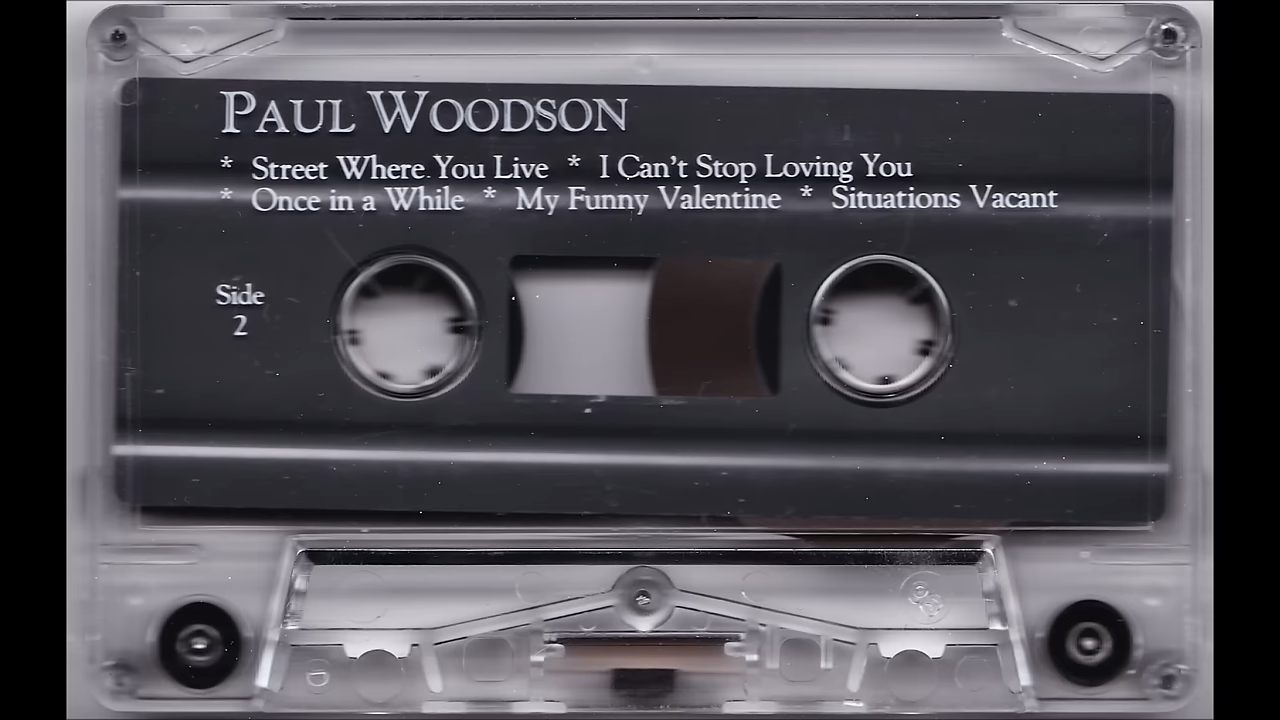 PAUL WOODSON
* Street Where You Live * I Can't Stop Loving You
* Once in a While * My Funny Valentine * Situations Vacant
Side
2